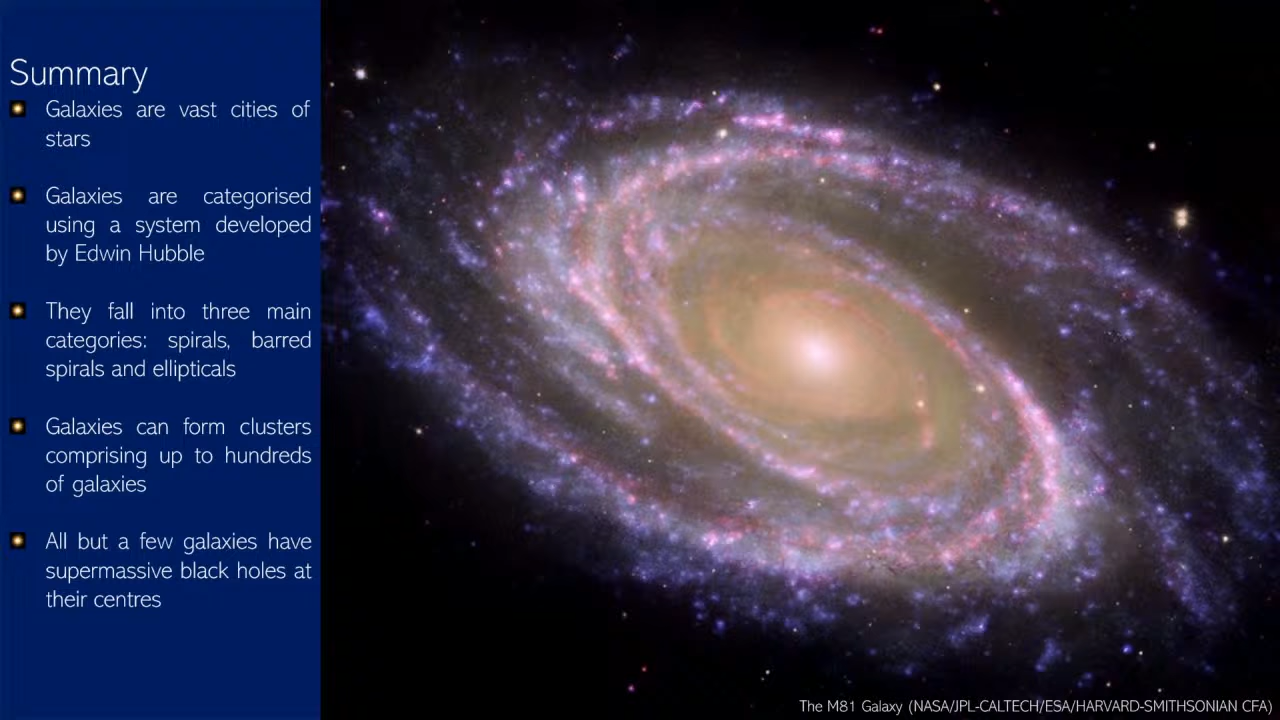 Summary
Galaxies are vast cities of
stars
Galaxies are categorised
using a system developed
by Edwin Hubble
They fall into three main
categories: spirals, barred
spirals and ellipticals
Galaxies can form clusters
comprising up to hundreds
of galaxies
All but a few galaxies have
supermassive black holes at
their centres
The M81 Galaxy (NASA/JPL-CALTECH/ESA/HARVARD-SMITHSONIAN CFA)